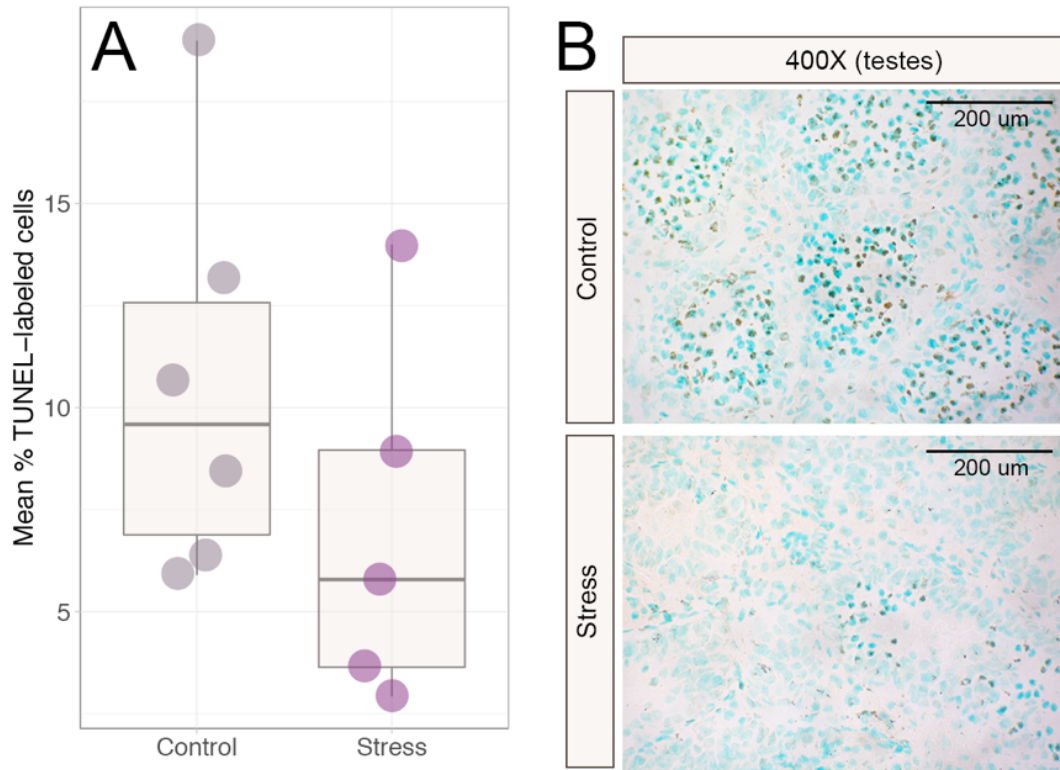 A
Mean % TUNEL–labeled cells
15
10
5
Control
Stress
B
400X (testes)
Control
200 um
Stress
200 um